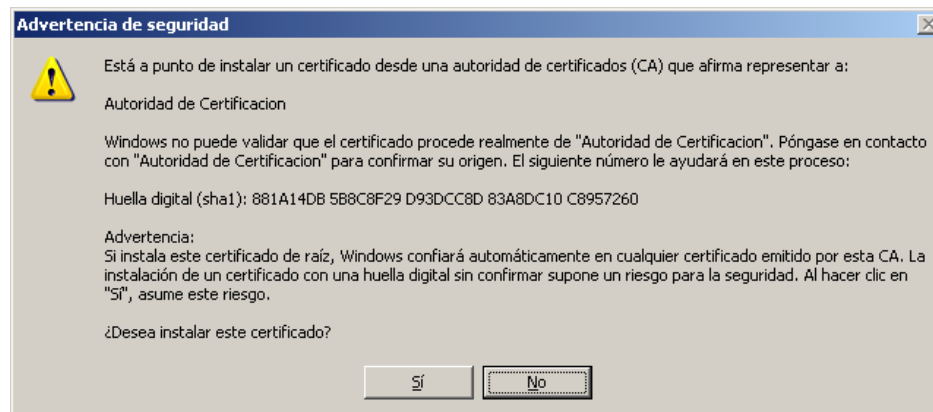 Advertencia de seguridad
Está a punto de instalar un certificado desde una autoridad de certificados (CA) que afirma representar a:
Autoridad de Certificacion
Windows no puede validar que el certificado procede realmente de "Autoridad de Certificacion". Póngase en contacto
con "Autoridad de Certificacion" para confirmar su origen. El siguiente número le ayudará en este proceso:
Huella digital (sha1): 881A14DB 5B8C8F29 D93DCC8D 83A8DC10 C8957260
Advertencia:
Si instala este certificado de raíz, Windows confiará automáticamente en cualquier certificado emitido por esta CA. La
instalación de un certificado con una huella digital sin confirmar supone un riesgo para la seguridad. Al hacer clic en
"Sí", asume este riesgo.
¿Desea instalar este certificado?
Sí No